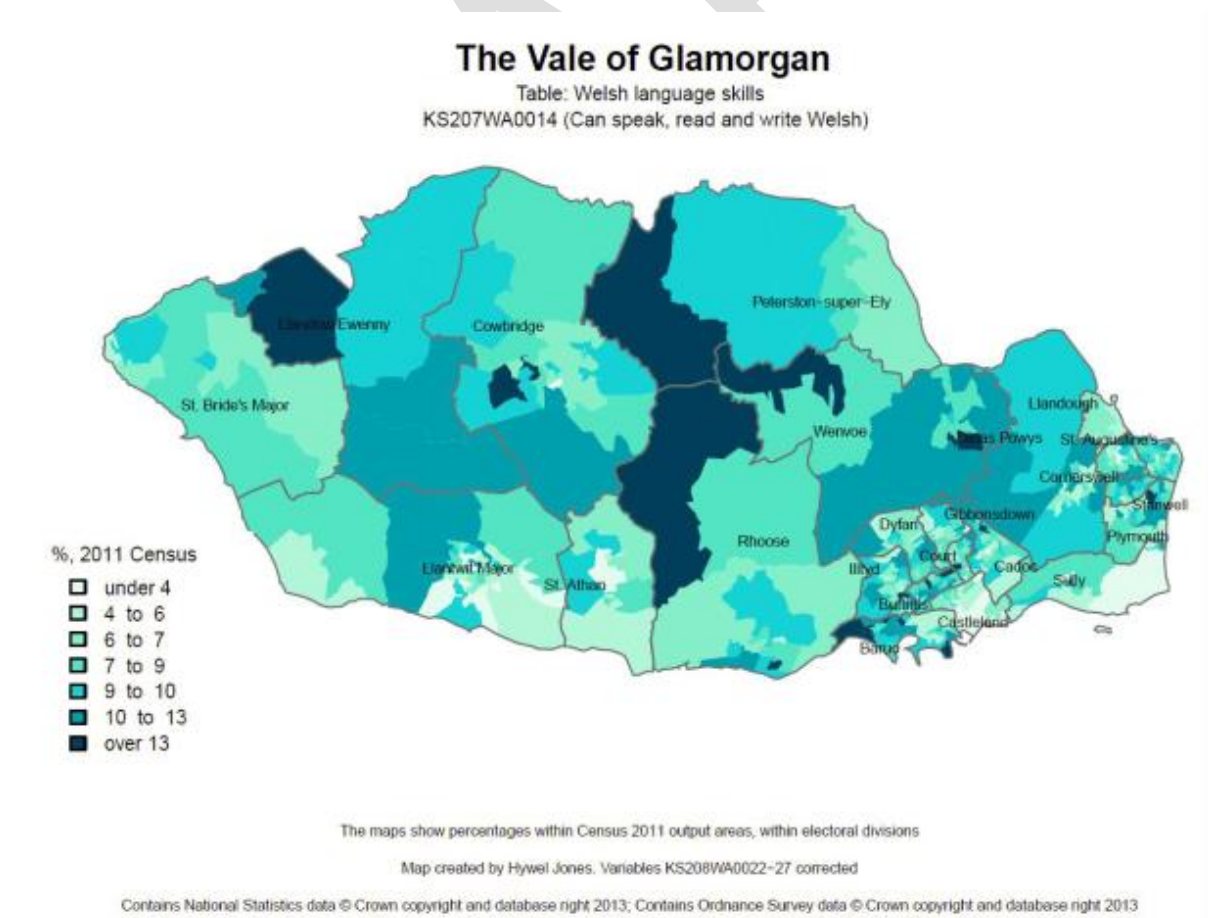 The Vale of Glamorgan
Table: Welsh language skills
KS207WA0014 (Can speak, read and write Welsh)
Peterston-super-Ely
Ewenny
Cowbridge
St. Bride's Major
Llandough
Wenvoe
Powys
St. Augustine's
Cornerswell
Stanwell
Gibbonsdown
Dyfan
Plymouth
Rhoose
Court
Illtyd
Cadoc
Llantwit Major
St. Athan
Sully
Buttrills
Castleland
Baruc
%, 2011 Census
under 4
4 to 6
6 to 7
7 to 9
9 to 10
10 to 13
over 13
The maps show percentages within Census 2011 output areas, within electoral divisions
Map created by Hywel Jones. Variables KS208WA0022-27 corrected
Contains National Statistics data © Crown copyright and database right 2013; Contains Ordnance Survey data © Crown copyright and database right 2013